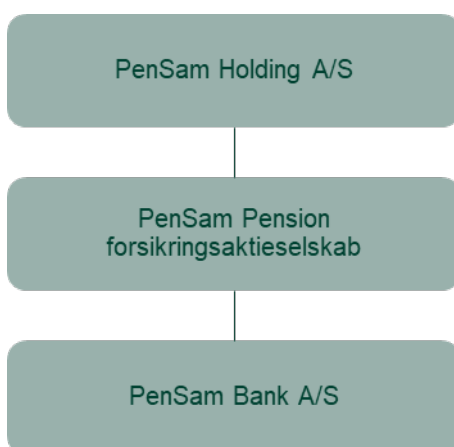 PenSam Holding A/S
PenSam Pension
forsikringsaktieselskab
PenSam Bank A/S